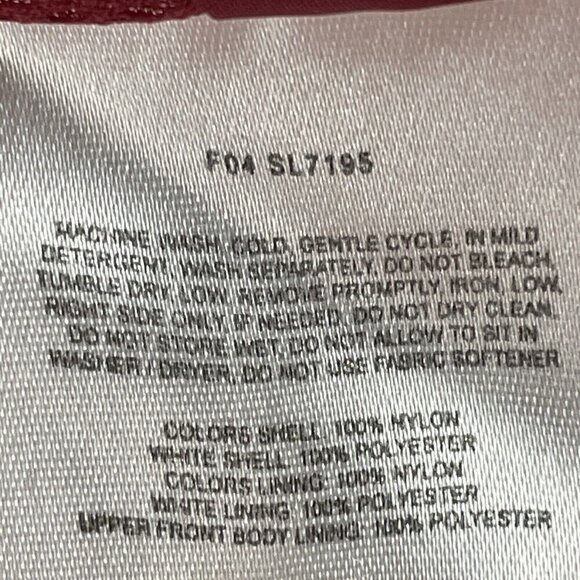 F04 SL7195
MACHINE WASH, COLD, GENTLE CYCLE, IN MILD
DETERGENT, WASH SEPARATELY, DO NOT BLEACH,
TUMBLE DRY, LOW, REMOVE PROMPTLY, IRON, LOW,
RIGHT SIDE ONLY, IF NEEDED, DO NOT DRY CLEAN,
DO NOT STORE WET, DO NOT ALLOW TO SIT IN
WASHER / DRYER, DO NOT USE FABRIC SOFTENER
COLORS SHELL: 100% NYLON
WHITE SHELL: 100% POLYESTER
COLORS LINING: 100% NYLON
WHITE LINING: 100% POLYESTER
UPPER FRONT BODY LINING: 100% POLYESTER